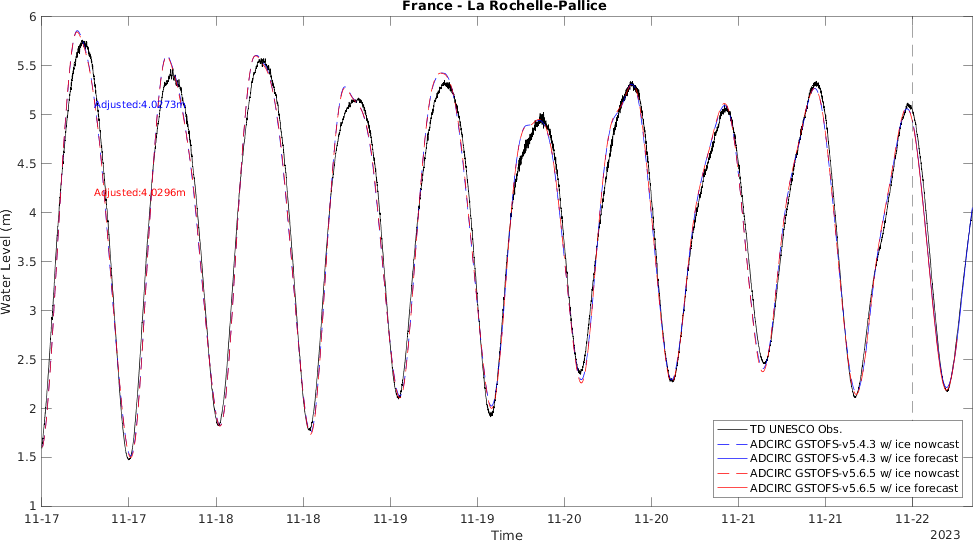 France - La Rochelle-Pallice
6
5.5
5
4.5
4
3.5
3
2.5
2
1.5
1
Water Level (m)
Adjusted:4.0273m
Adjusted:4.0296m
TD UNESCO Obs.
ADCIRC GSTOFS-v5.4.3 w/ ice nowcast
ADCIRC GSTOFS-v5.4.3 w/ ice forecast
ADCIRC GSTOFS-v5.6.5 w/ ice nowcast
ADCIRC GSTOFS-v5.6.5 w/ ice forecast
11-17 11-17 11-18 11-18 11-19 11-19 11-20 11-20 11-21 11-21 11-22
Time
2023